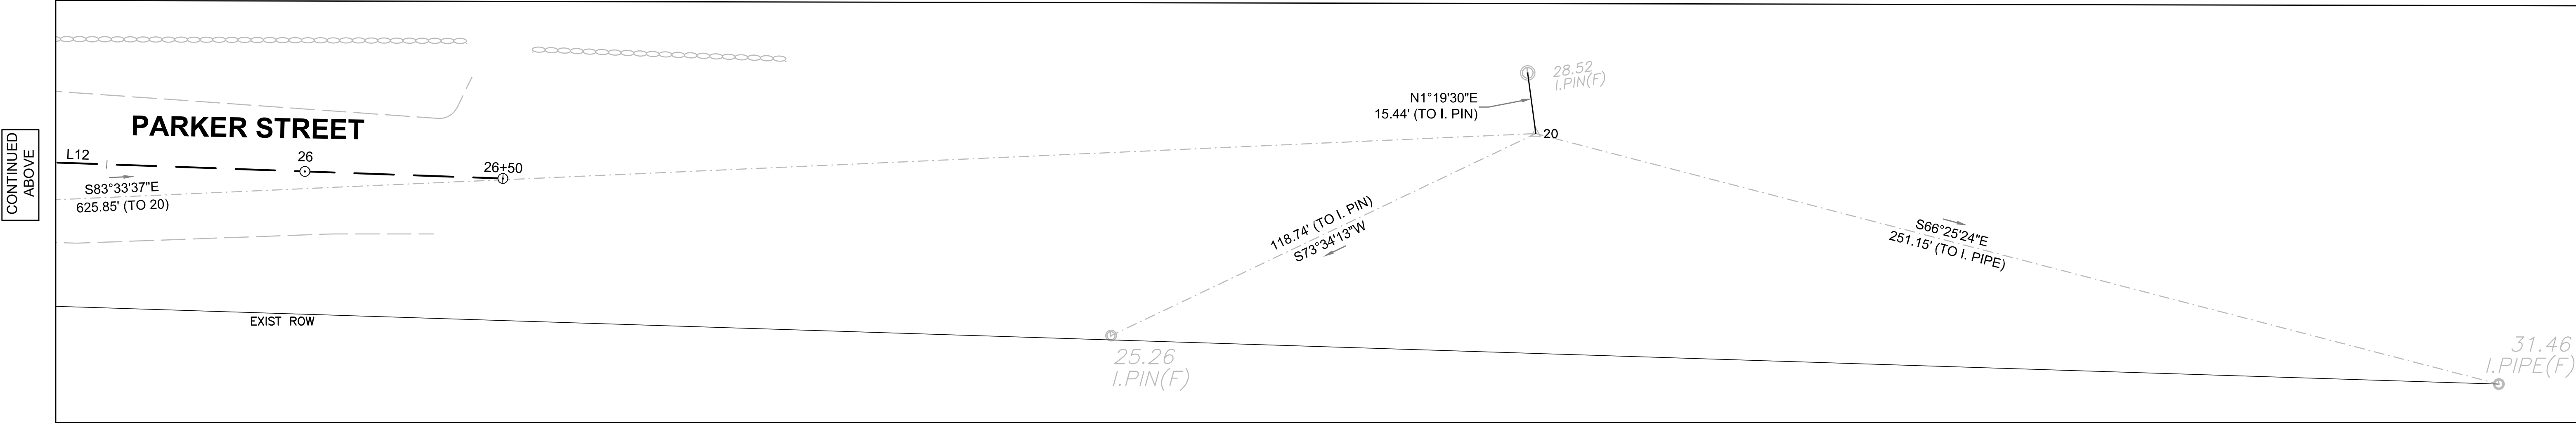 CONTINUED
ABOVE
PARKER STREET
L12
26
26+50
S83°33'37"E
625.85' (TO 20)
EXIST ROW
N1°19'30"E
15.44' (TO I. PIN)
28.52
I.PIN(F)
20
118.74' (TO I. PIN)
S73°34'13"W
25.26
I.PIN(F)
S66°25'24"E
251.15' (TO I. PIPE)
31.46
I.PIPE(F)